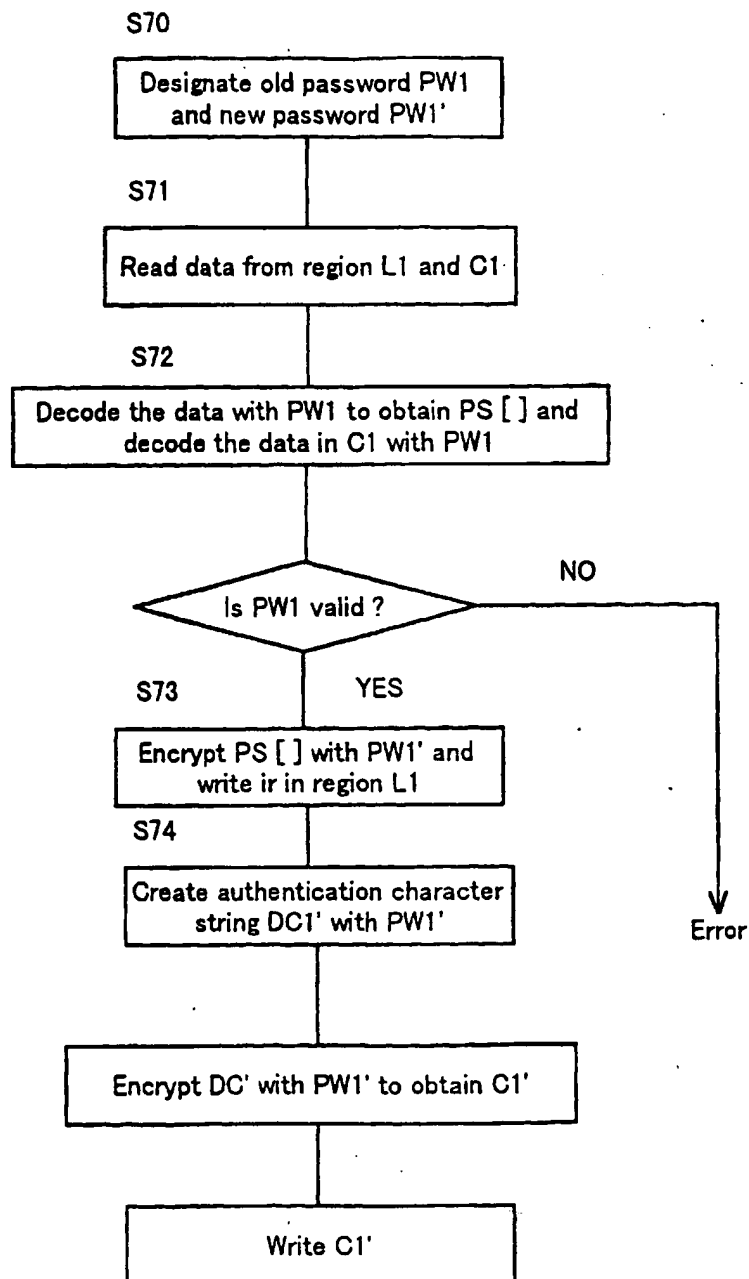 S70
Designate old password PW1
and new password PW1'
S71
Read data from region L1 and C1
S72
Decode the data with PW1 to obtain PS [ ] and
decode the data in C1 with PW1
Is PW1 valid ?
NO
YES
S73
Encrypt PS [ ] with PW1' and
write ir in region L1
S74
Create authentication character
string DC1' with PW1'
Error
Encrypt DC' with PW1' to obtain C1'
Write C1'